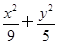 x²/9 + y²/5